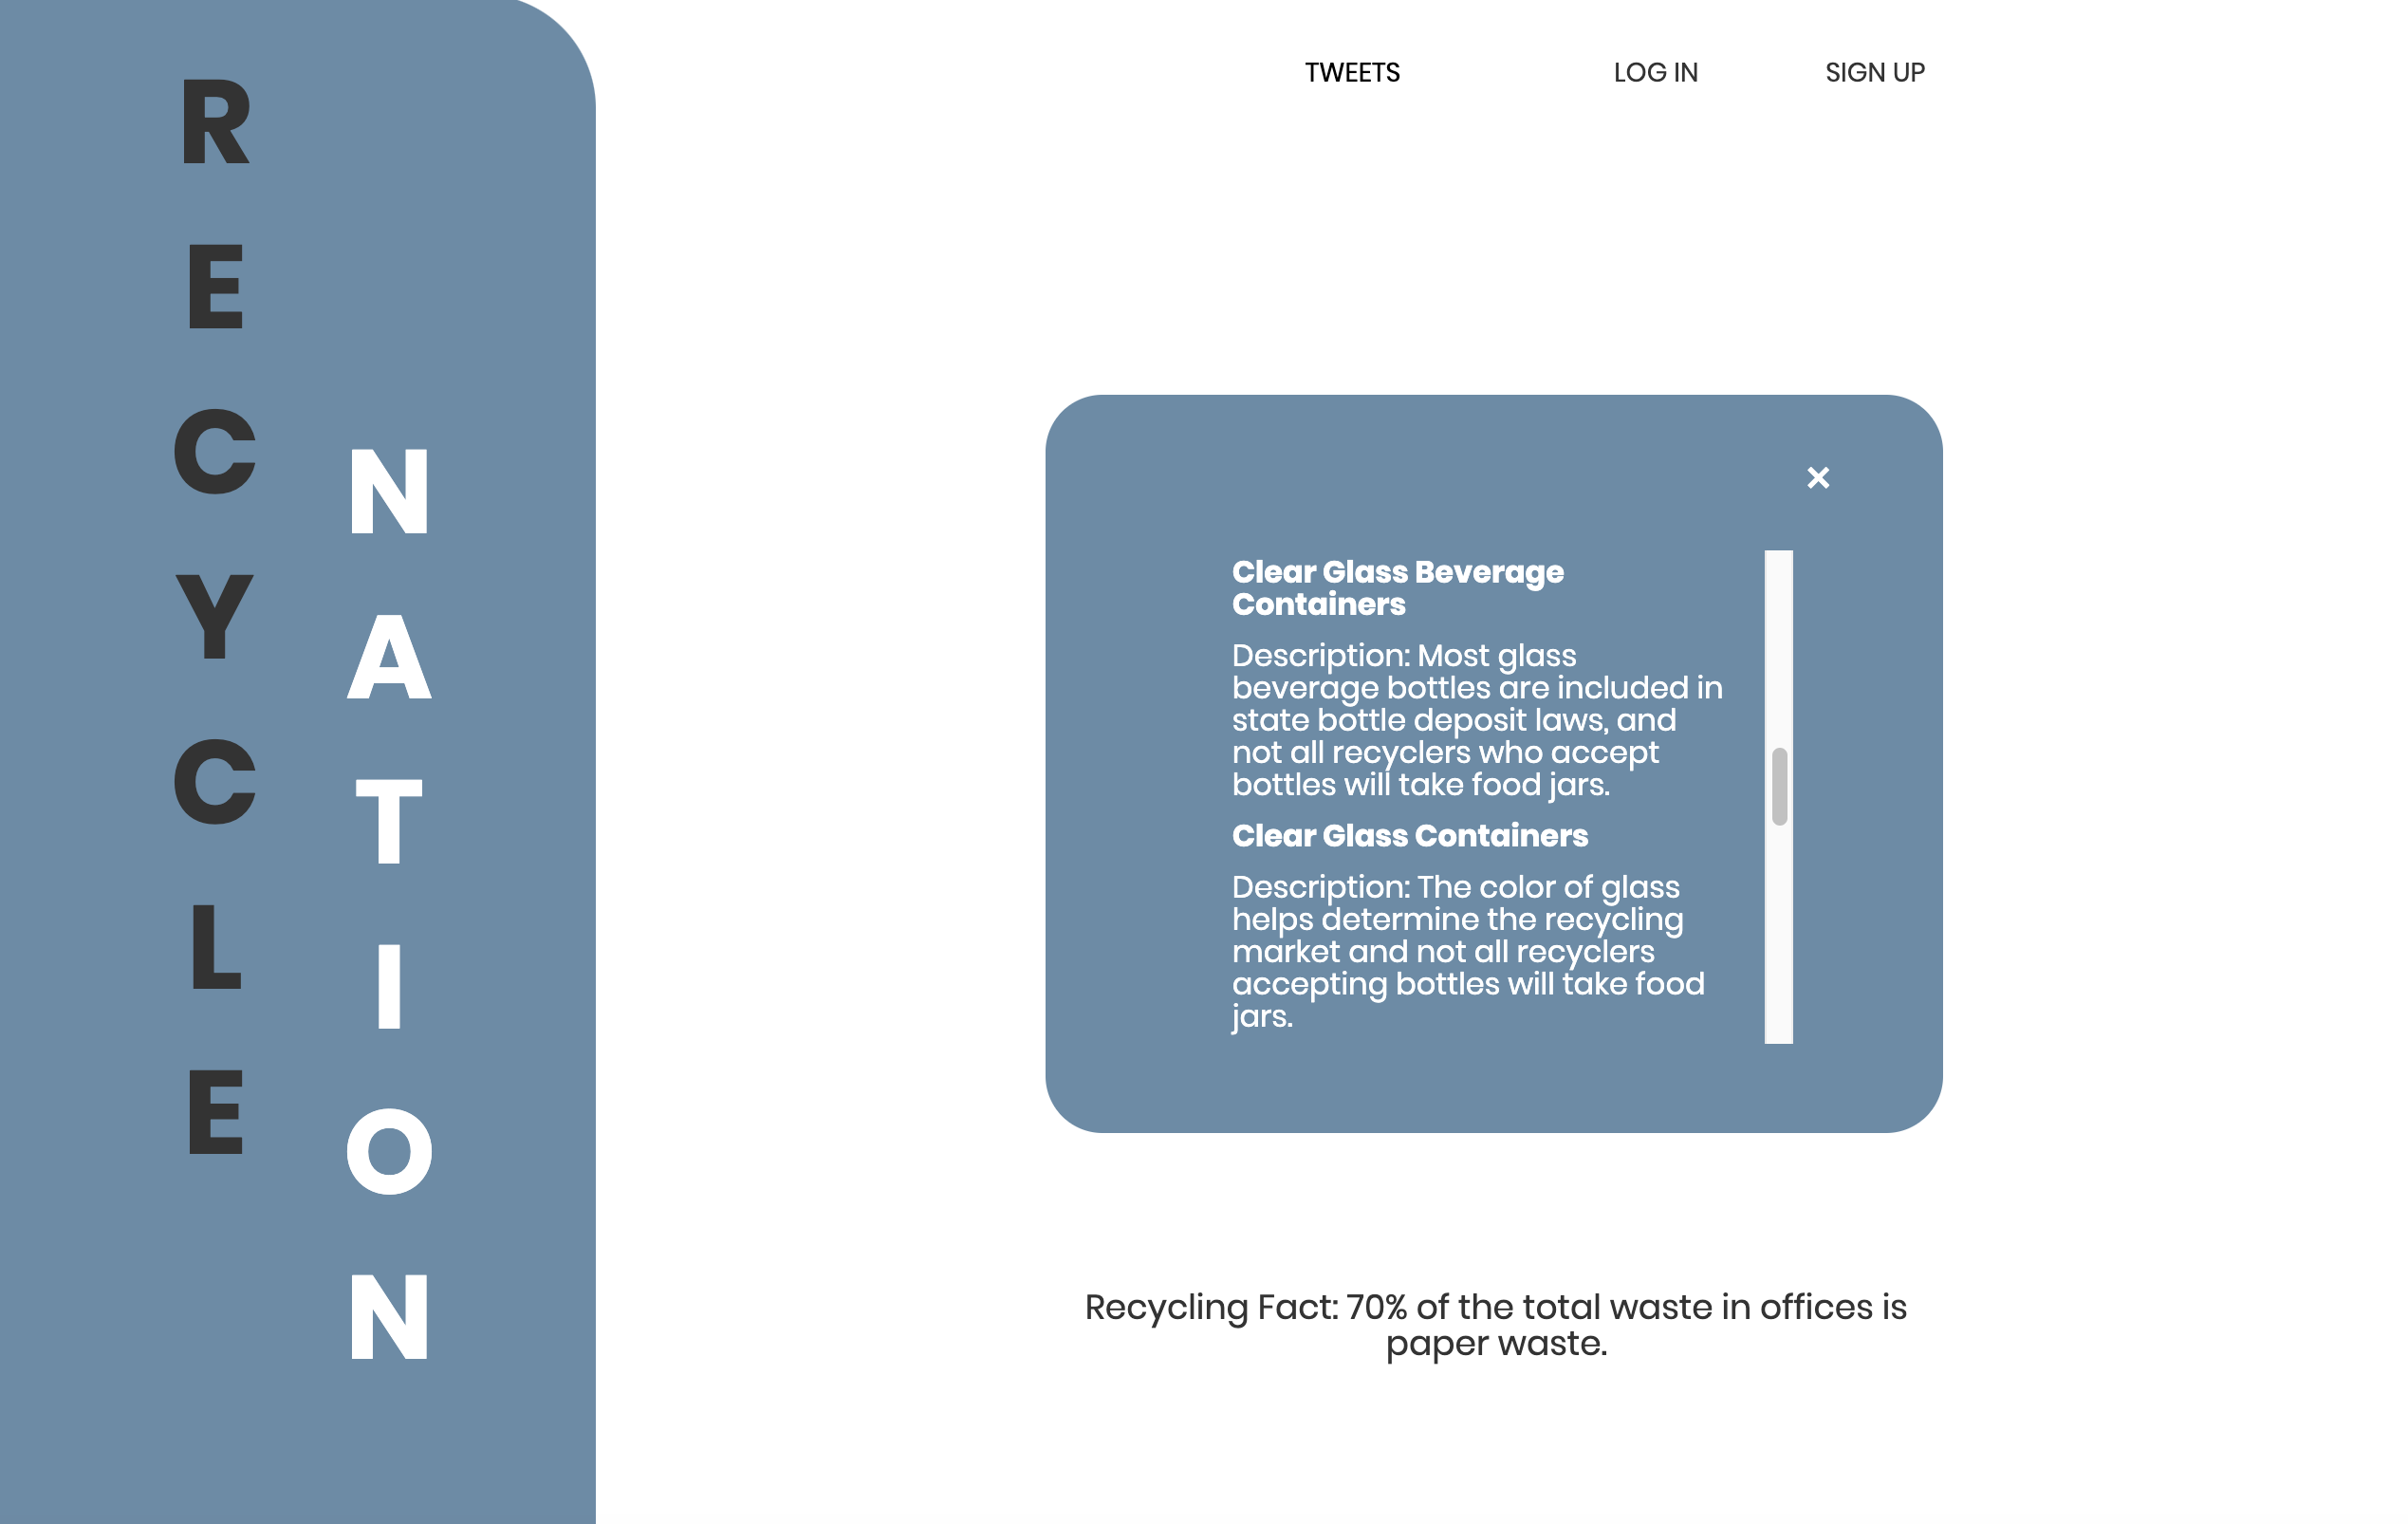 RECYCLE
NATION
TWEETS
LOG IN
SIGN UP
Clear Glass Beverage
Containers
Description: Most glass
beverage bottles are included in
state bottle deposit laws, and
not all recyclers who accept
bottles will take food jars.
Clear Glass Containers
Description: The color of glass
helps determine the recycling
market and not all recyclers
accepting bottles will take food
jars.
Recycling Fact: 70% of the total waste in offices is
paper waste.